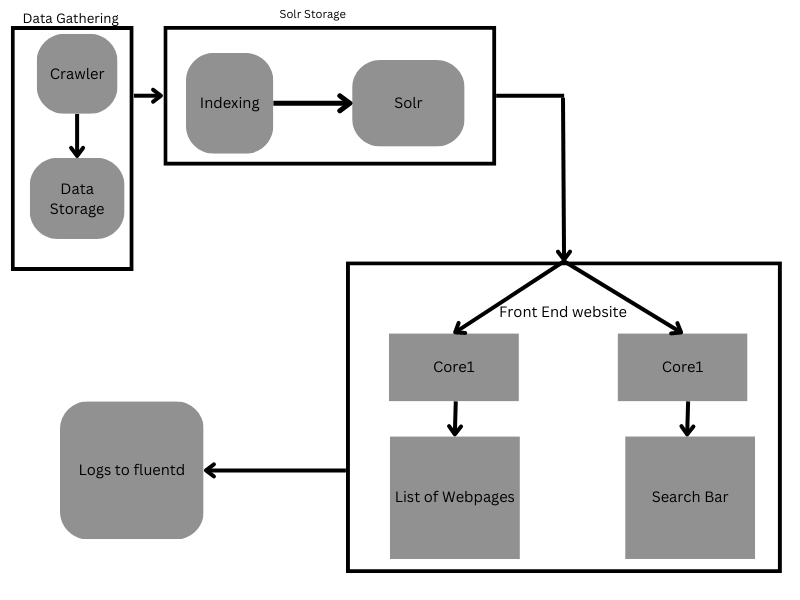 Data Gathering
Solr Storage
Crawler
Data
Storage
Indexing
Solr
Front End website
Core1
Core1
List of Webpages
Search Bar
Logs to fluentd